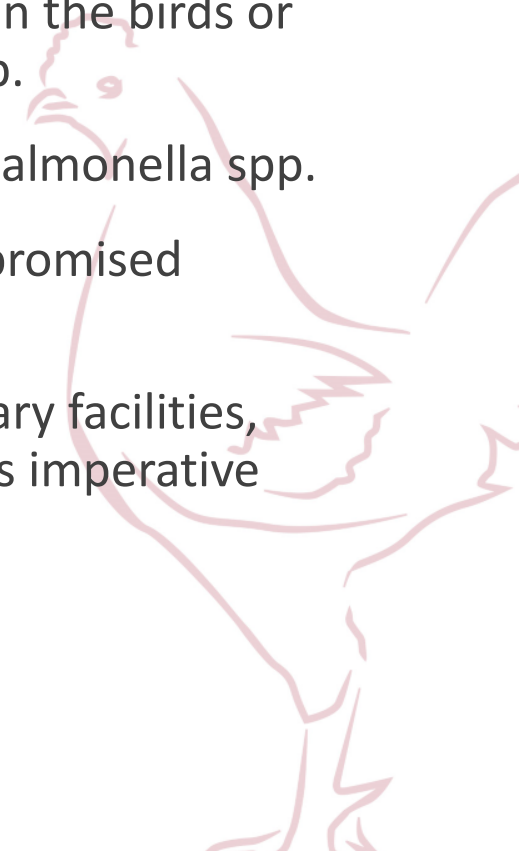 n the birds or
p.
almonella spp.
promised
ary facilities,
s imperative